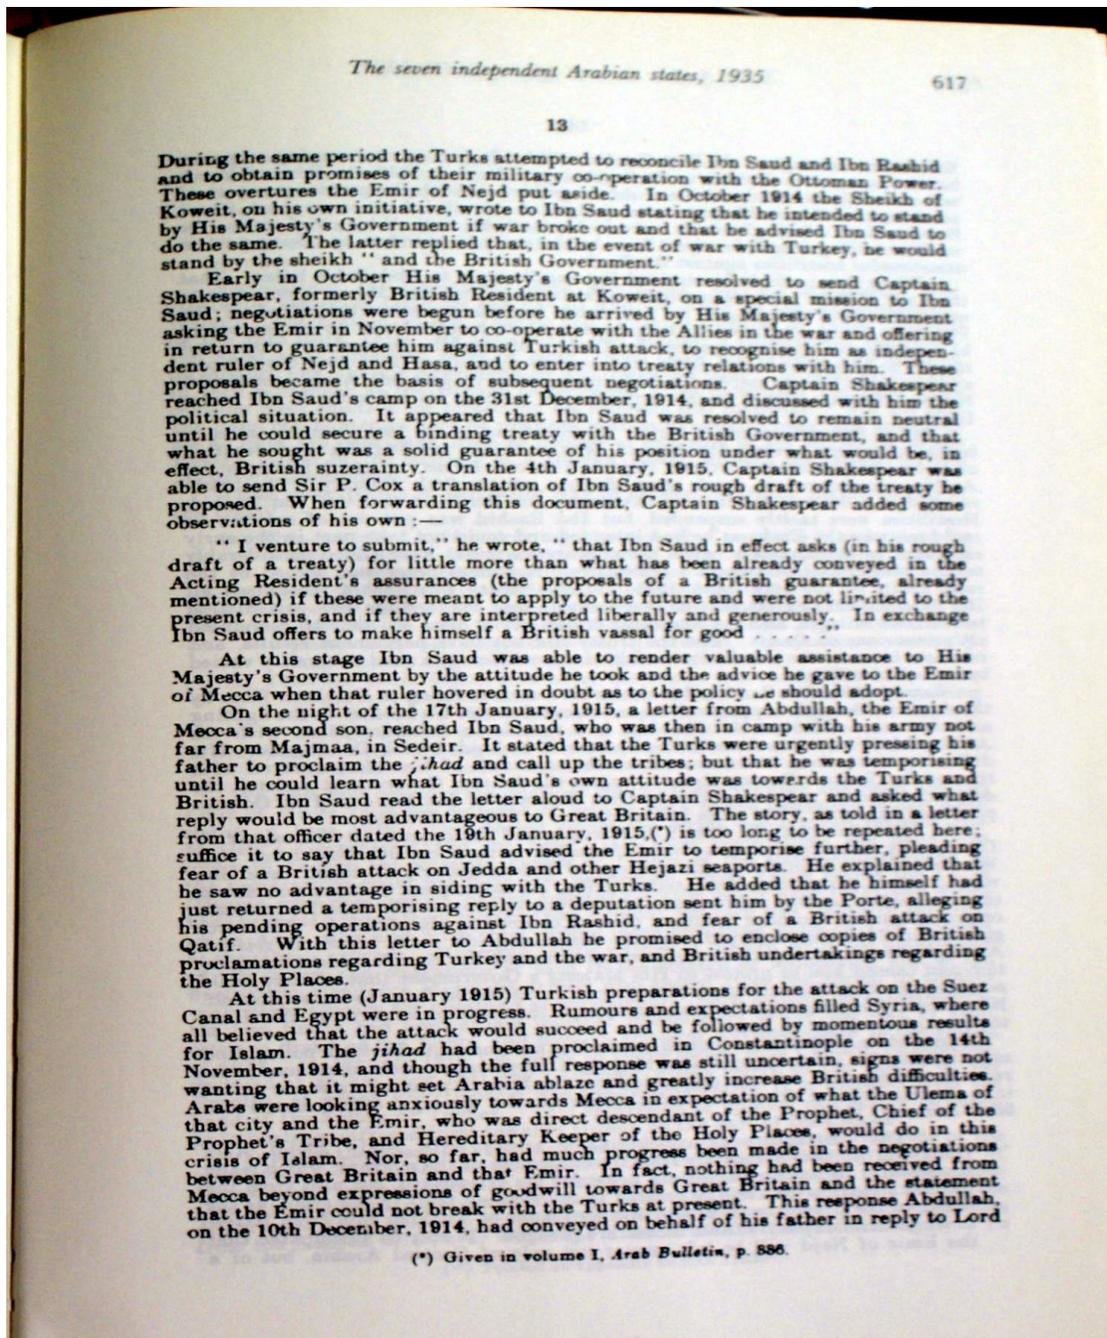 The seven independent Arabian states, 1935
617
13
During the same period the Turks attempted to reconcile Ibn Saud and Ibn Rashid
and to obtain promises of their military co-operation with the Ottoman Power.
These overtures the Emir of Nejd put aside. In October 1914 the Sheikh of
Koweit, on his own initiative, wrote to Ibn Saud stating that he intended to stand
by His Majesty's Government if war broke out and that he advised Ibn Saud to
do the same. The latter replied that, in the event of war with Turkey, he would
stand by the sheikh " and the British Government."
Early in October His Majesty's Government resolved to send Captain
Shakespear, formerly British Resident at Koweit, on a special mission to Ibn
Saud; negotiations were begun before he arrived by His Majesty's Government
asking the Emir in November to co-operate with the Allies in the war and offering
in return to guarantee him against Turkish attack, to recognise him as indepen-
dent ruler of Nejd and Hasa, and to enter into treaty relations with him. These
proposals became the basis of subsequent negotiations. Captain Shakespear
reached Ibn Saud's camp on the 31st December, 1914, and discussed with him the
political situation. It appeared that Ibn Saud was resolved to remain neutral
until he could secure a binding treaty with the British Government, and that
what he sought was a solid guarantee of his position under what would be, in
effect, British suzerainty. On the 4th January, 1915, Captain Shakespear was
able to send Sir P. Cox a translation of Ibn Saud's rough draft of the treaty he
proposed. When forwarding this document, Captain Shakespear added some
observations of his own :—
" I venture to submit," he wrote, " that Ibn Saud in effect asks (in his rough
draft of a treaty) for little more than what has been already conveyed in the
Acting Resident's assurances (the proposals of a British guarantee, already
mentioned) if these were meant to apply to the future and were not limited to the
present crisis, and if they are interpreted liberally and generously. In exchange
Ibn Saud offers to make himself a British vassal for good . . . . ."
At this stage Ibn Saud was able to render valuable assistance to His
Majesty's Government by the attitude he took and the advice he gave to the Emir
of Mecca when that ruler hovered in doubt as to the policy he should adopt.
On the night of the 17th January, 1915, a letter from Abdullah, the Emir of
Mecca's second son, reached Ibn Saud, who was then in camp with his army not
far from Majmaa, in Sedeir. It stated that the Turks were urgently pressing his
father to proclaim the jihad and call up the tribes; but that he was temporising
until he could learn what Ibn Saud's own attitude was towards the Turks and
British. Ibn Saud read the letter aloud to Captain Shakespear and asked what
reply would be most advantageous to Great Britain. The story, as told in a letter
from that officer dated the 19th January, 1915,(*) is too long to be repeated here;
suffice it to say that Ibn Saud advised the Emir to temporise further, pleading
fear of a British attack on Jedda and other Hejazi seaports. He explained that
he saw no advantage in siding with the Turks. He added that he himself had
just returned a temporising reply to a deputation sent him by the Porte, alleging
his pending operations against Ibn Rashid, and fear of a British attack on
Qatif. With this letter to Abdullah he promised to enclose copies of British
proclamations regarding Turkey and the war, and British undertakings regarding
the Holy Places.
At this time (January 1915) Turkish preparations for the attack on the Suez
Canal and Egypt were in progress. Rumours and expectations filled Syria, where
all believed that the attack would succeed and be followed by momentous results
for Islam. The jihad had been proclaimed in Constantinople on the 14th
November, 1914, and though the full response was still uncertain, signs were not
wanting that it might set Arabia ablaze and greatly increase British difficulties.
Arabs were looking anxiously towards Mecca in expectation of what the Ulema of
that city and the Emir, who was direct descendant of the Prophet, Chief of the
Prophet's Tribe, and Hereditary Keeper of the Holy Places, would do in this
crisis of Islam. Nor, so far, had much progress been made in the negotiations
between Great Britain and that Emir. In fact, nothing had been received from
Mecca beyond expressions of goodwill towards Great Britain and the statement
that the Emir could not break with the Turks at present. This response Abdullah,
on the 10th December, 1914, had conveyed on behalf of his father in reply to Lord
(*) Given in volume I, Arab Bulletin, p. 886.